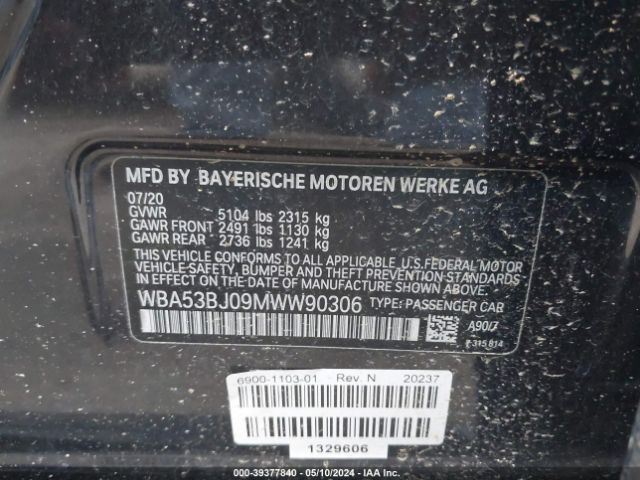 MFD BY BAYERISCHE MOTOREN WERKE AG
07/20
GVWR 5104 lbs 2315 kg
GAWR FRONT 2491 lbs 1130 kg
GAWR REAR 2736 lbs 1241 kg
THIS VEHICLE CONFORMS TO ALL APPLICABLE U.S.FEDERAL MOTOR
VEHICLE-SAFETY, BUMPER AND THEFT PREVENTION STANDARDS
IN EFFECT ON THE DATE OF MANUFACTURE SHOWN ABOVE.
WBA53BJ09MWW90306 TYPE: PASSENGER CAR
A90/7
7 315 814
6900-1103-01 Rev. N 20237
1329606
000-39377840 - 05/10/2024 - IAA Inc.